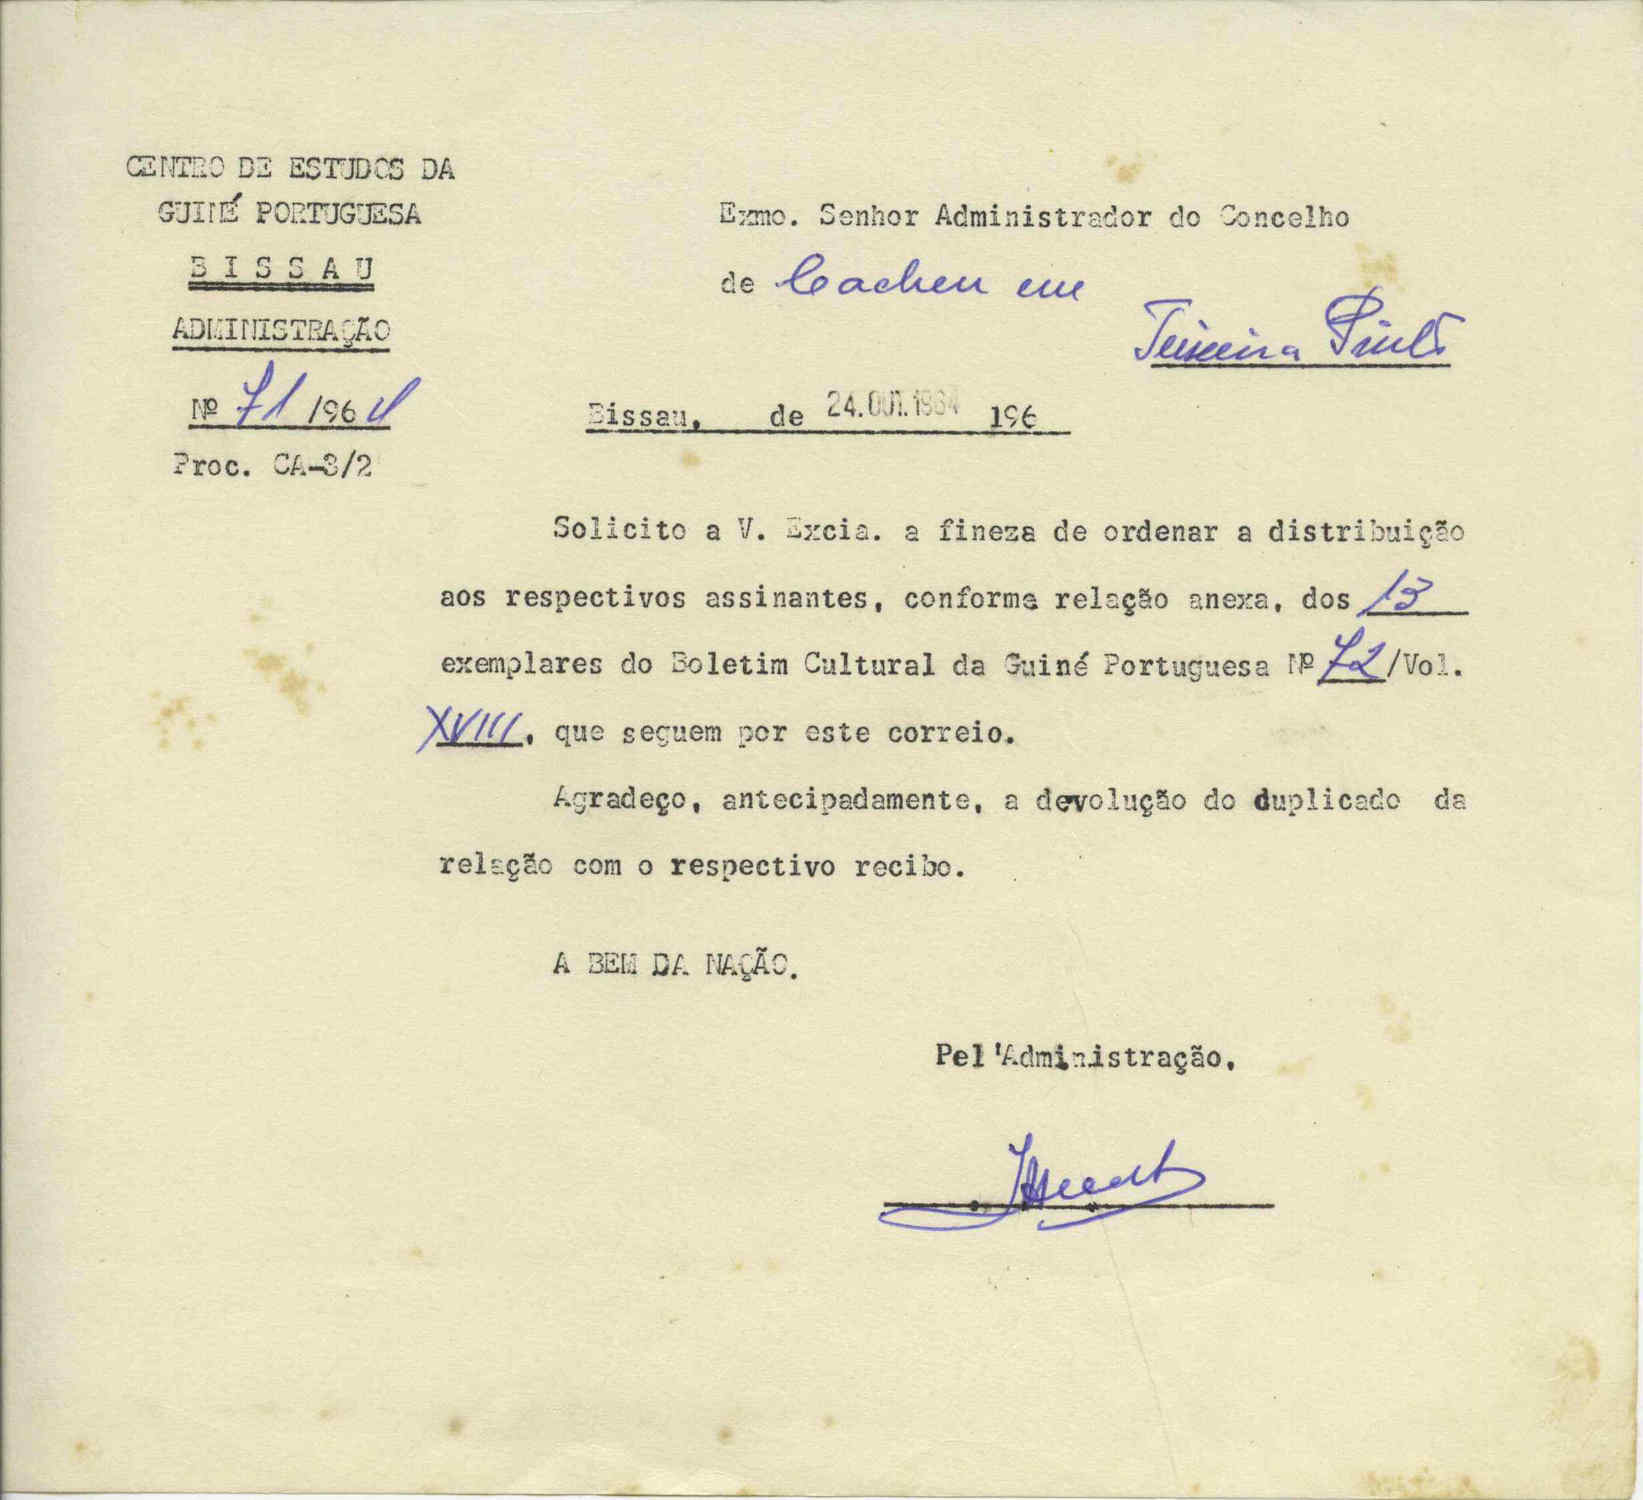 CENTRO DE ESTUDOS DA
GUINÉ PORTUGUESA
BISSAU
ADMINISTRAÇÃO
Nº 71/964
Proc. CA-3/2
Exmo. Senhor Administrador do Concelho
de Cacheu em
Teixeira Pinto
Bissau, de 24.OUT.1964 196
Solicito a V. Excia. a fineza de ordenar a distribuição
aos respectivos assinantes, conforme relação anexa, dos 13
exemplares do Boletim Cultural da Guiné Portuguesa Nº 72/Vol.
XVIII, que seguem por este correio.
Agradeço, antecipadamente, a devolução do duplicado da
relação com o respectivo recibo.
A BEM DA NAÇÃO.
Pel'Administração,